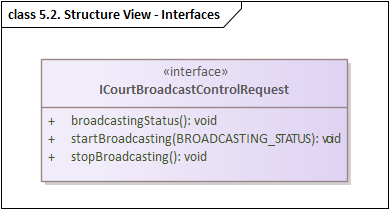 class 5.2. Structure View - Interfaces
«interface»
ICourtBroadcastControlRequest
+ broadcastingStatus(): void
+ startBroadcasting(BROADCASTING_STATUS): void
+ stopBroadcasting(): void